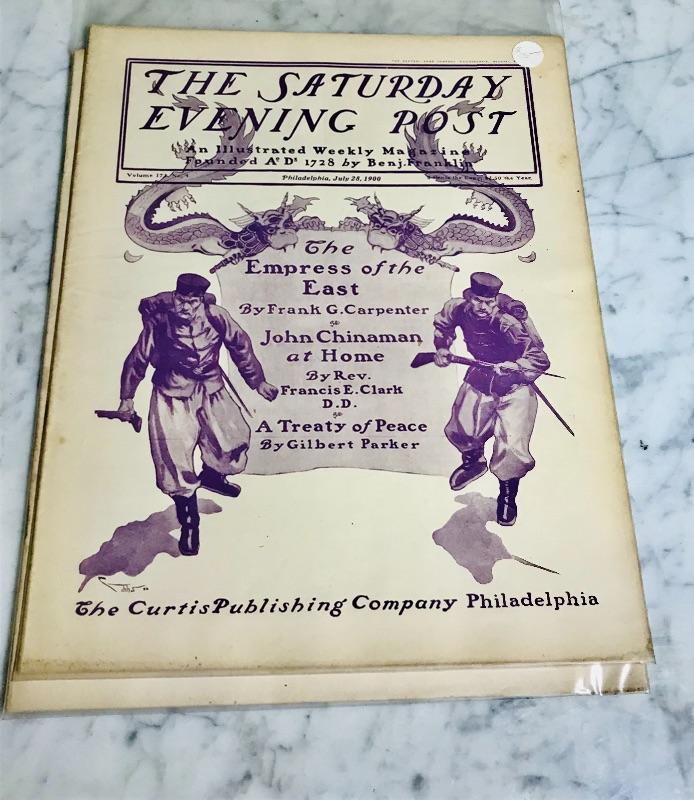 THE SATURDAY
EVENING POST
An Illustrated Weekly Magazine
Founded Aº Dⁱ 1728 by Benj. Franklin
Philadelphia, July 28, 1900
The
Empress of the
East
By Frank G. Carpenter
John Chinaman
at Home
By Rev.
Francis E. Clark
D.D.
A Treaty of Peace
By Gilbert Parker
The Curtis Publishing Company Philadelphia